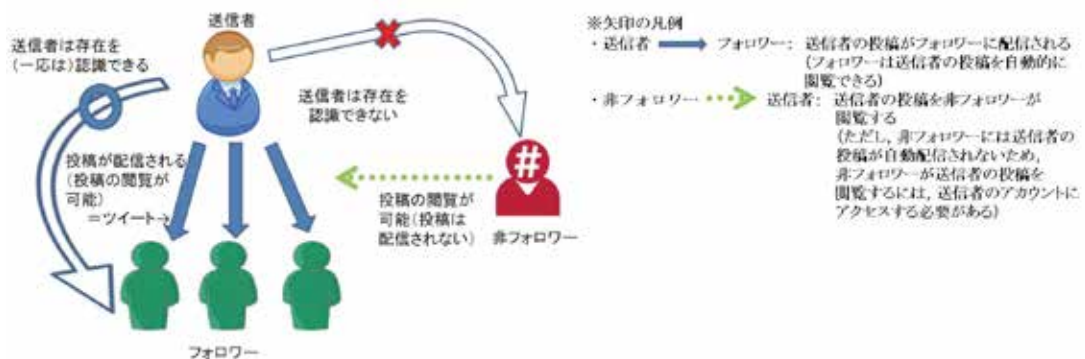 送信者
送信者は存在を
(一応は)認識できる
送信者は存在を
認識できない
投稿が配信される
(投稿の閲覧が
可能)
=ツイート→
#
投稿の閲覧が
可能(投稿は
配信されない)
非フォロワー
フォロワー
※矢印の凡例
・送信者 フォロワー: 送信者の投稿がフォロワーに配信される
(フォロワーは送信者の投稿を自動的に
閲覧できる)
・非フォロワー 送信者: 送信者の投稿を非フォロワーが
閲覧する
(ただし, 非フォロワーには送信者の
投稿が自動配信されないため,
非フォロワーが送信者の投稿を
閲覧するには, 送信者のアカウントに
アクセスする必要がある)